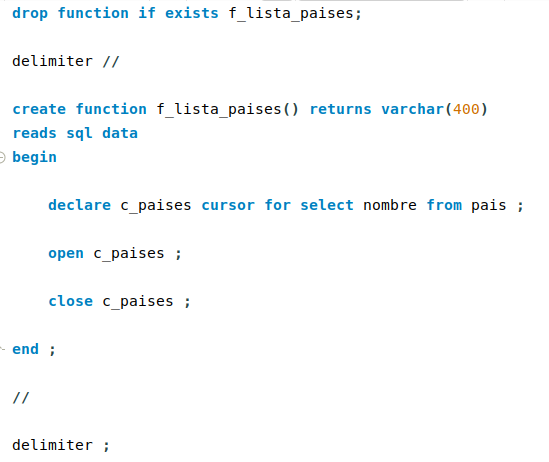 drop function if exists f_lista_paises;
delimiter //
create function f_lista_paises() returns varchar(400)
reads sql data
begin
declare c_paises cursor for select nombre from pais ;
open c_paises ;
close c_paises ;
end ;
//
delimiter ;